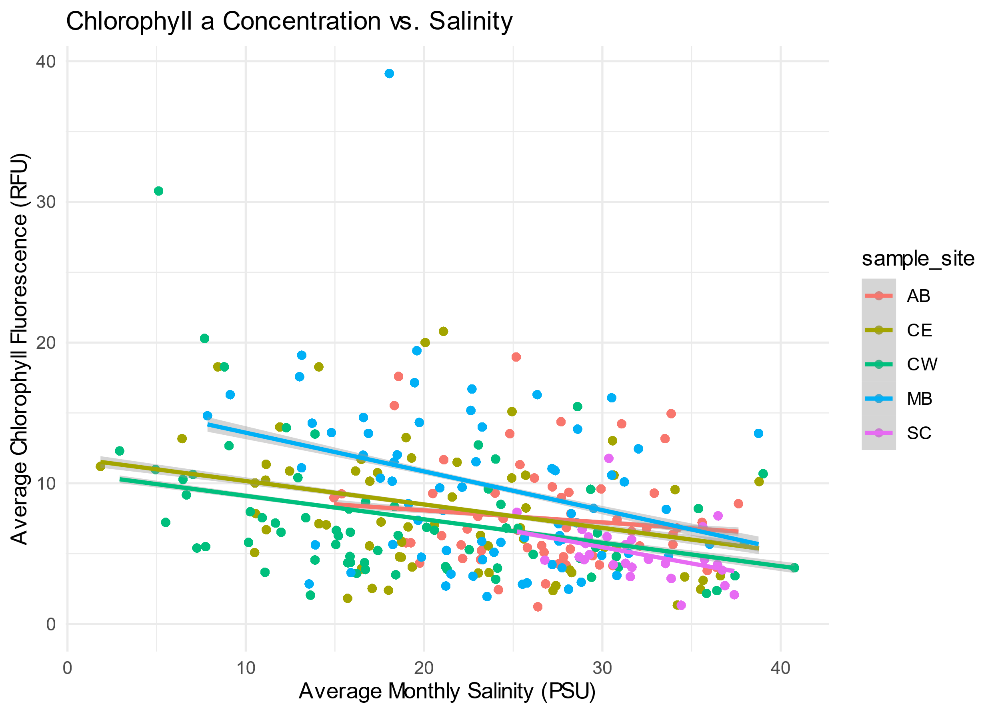 Chlorophyll a Concentration vs. Salinity
40
30
20
10
0
Average Chlorophyll Fluorescence (RFU)
0 10 20 30 40
Average Monthly Salinity (PSU)
sample_site
AB
CE
CW
MB
SC